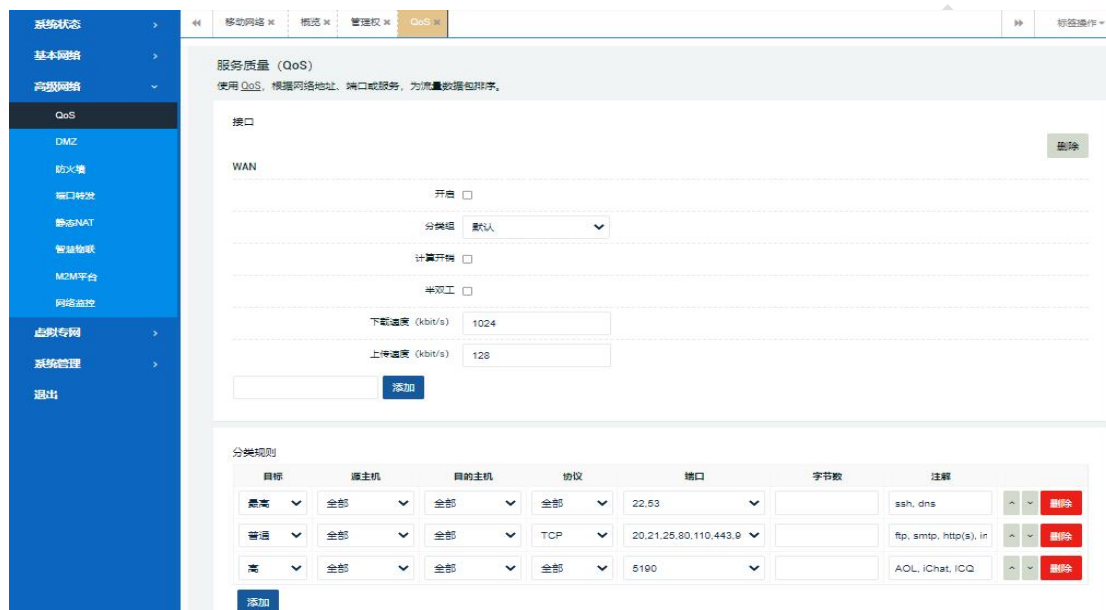 系统状态
基本网络
高级网络
QoS
DMZ
防火墙
端口转发
静态NAT
智慧物联
M2M平台
网络监控
虚拟专网
系统管理
退出
移动网络 概览 管理权 QoS 标签操作
服务质量 (QoS)
使用 QoS, 根据网络地址、端口或服务, 为流量数据包排序。
接口
删除
WAN
开启
分类组 默认
计算开销
半双工
下载速度 (kbit/s) 1024
上传速度 (kbit/s) 128
添加
分类规则
目标 源主机 目的主机 协议 端口 字节数 注解
最高 全部 全部 全部 22,53 ssh, dns 删除
普通 全部 全部 TCP 20,21,25,80,110,443,9 ftp, smtp, http(s), im 删除
高 全部 全部 全部 5190 AOL, iChat, ICQ 删除
添加